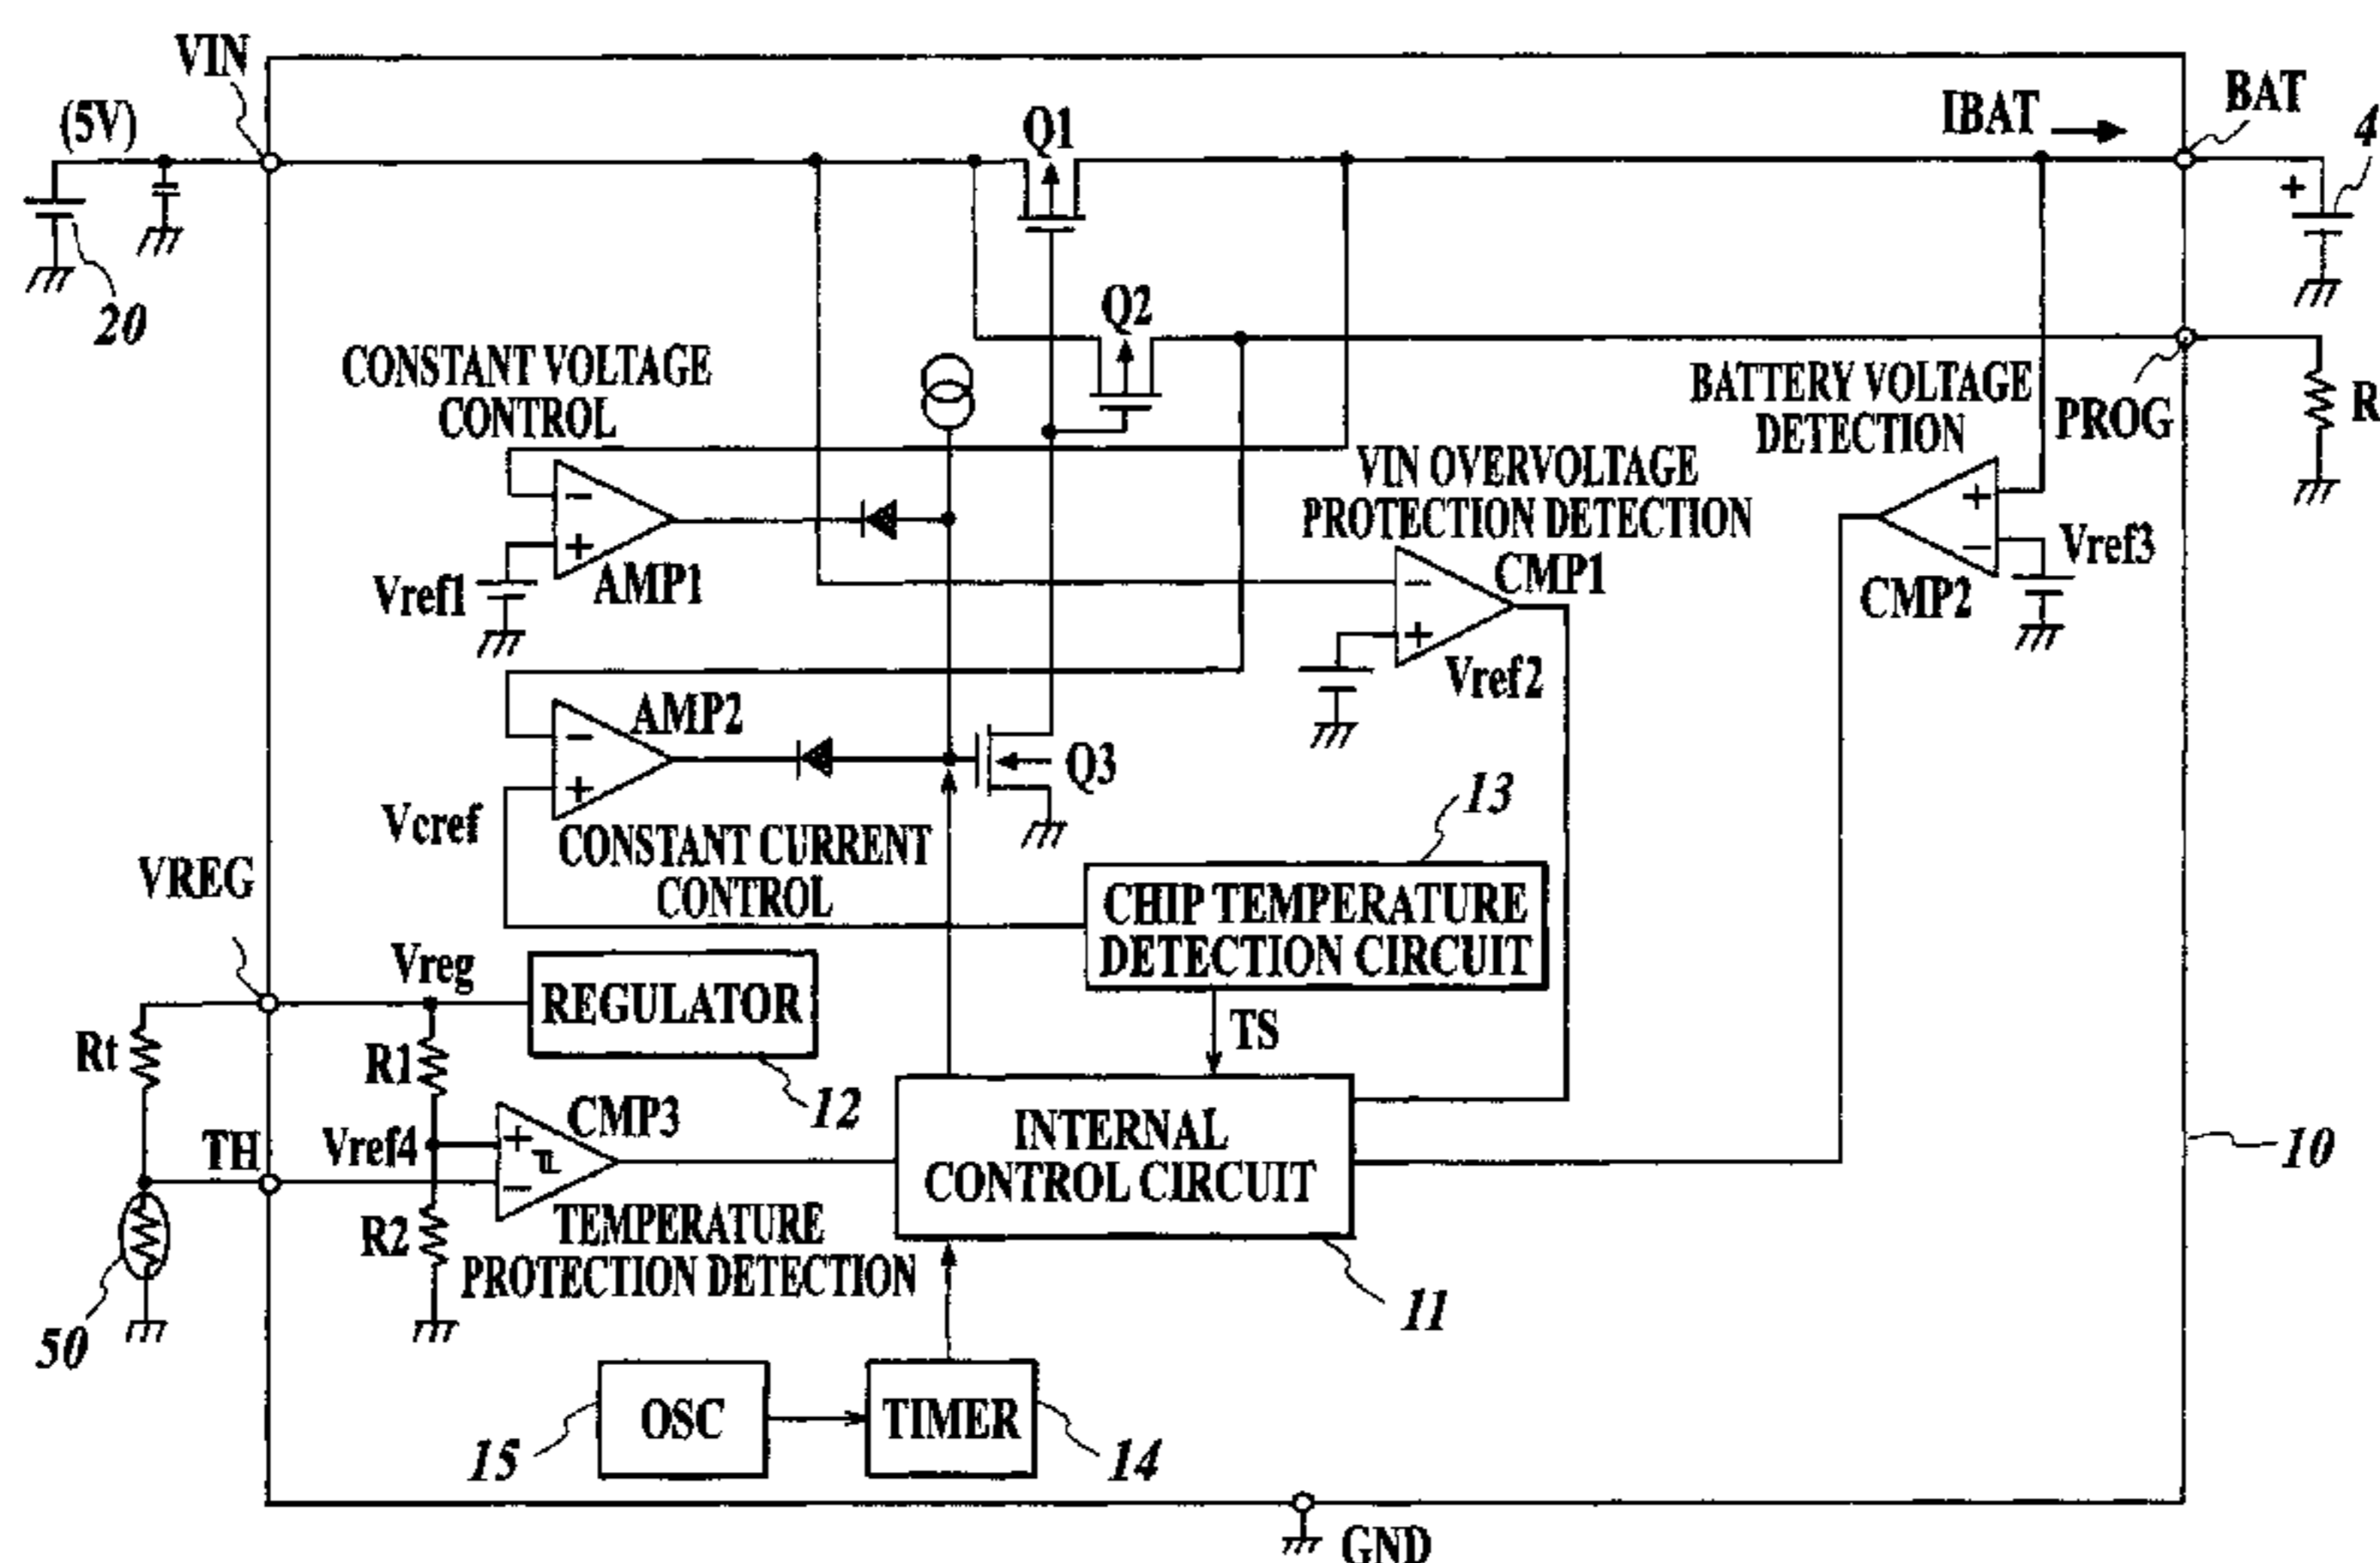 VIN
(5V)
Q1
IBAT
BAT
4
20
Q2
CONSTANT VOLTAGE
CONTROL
BATTERY VOLTAGE
DETECTION
PROG
R
VIN OVERVOLTAGE
PROTECTION DETECTION
−
+
AMP1
Vref1
CMP1
−
+
Vref2
+
−
Vref3
CMP2
AMP2
−
+
Q3
Vcref
CONSTANT CURRENT
CONTROL
13
CHIP TEMPERATURE
DETECTION CIRCUIT
VREG
Vreg
REGULATOR
TS
Rt
R1
12
CMP3
TH
Vref4
+
−
INTERNAL
CONTROL CIRCUIT
10
R2
TEMPERATURE
PROTECTION DETECTION
11
50
OSC
TIMER
15
14
GND
+